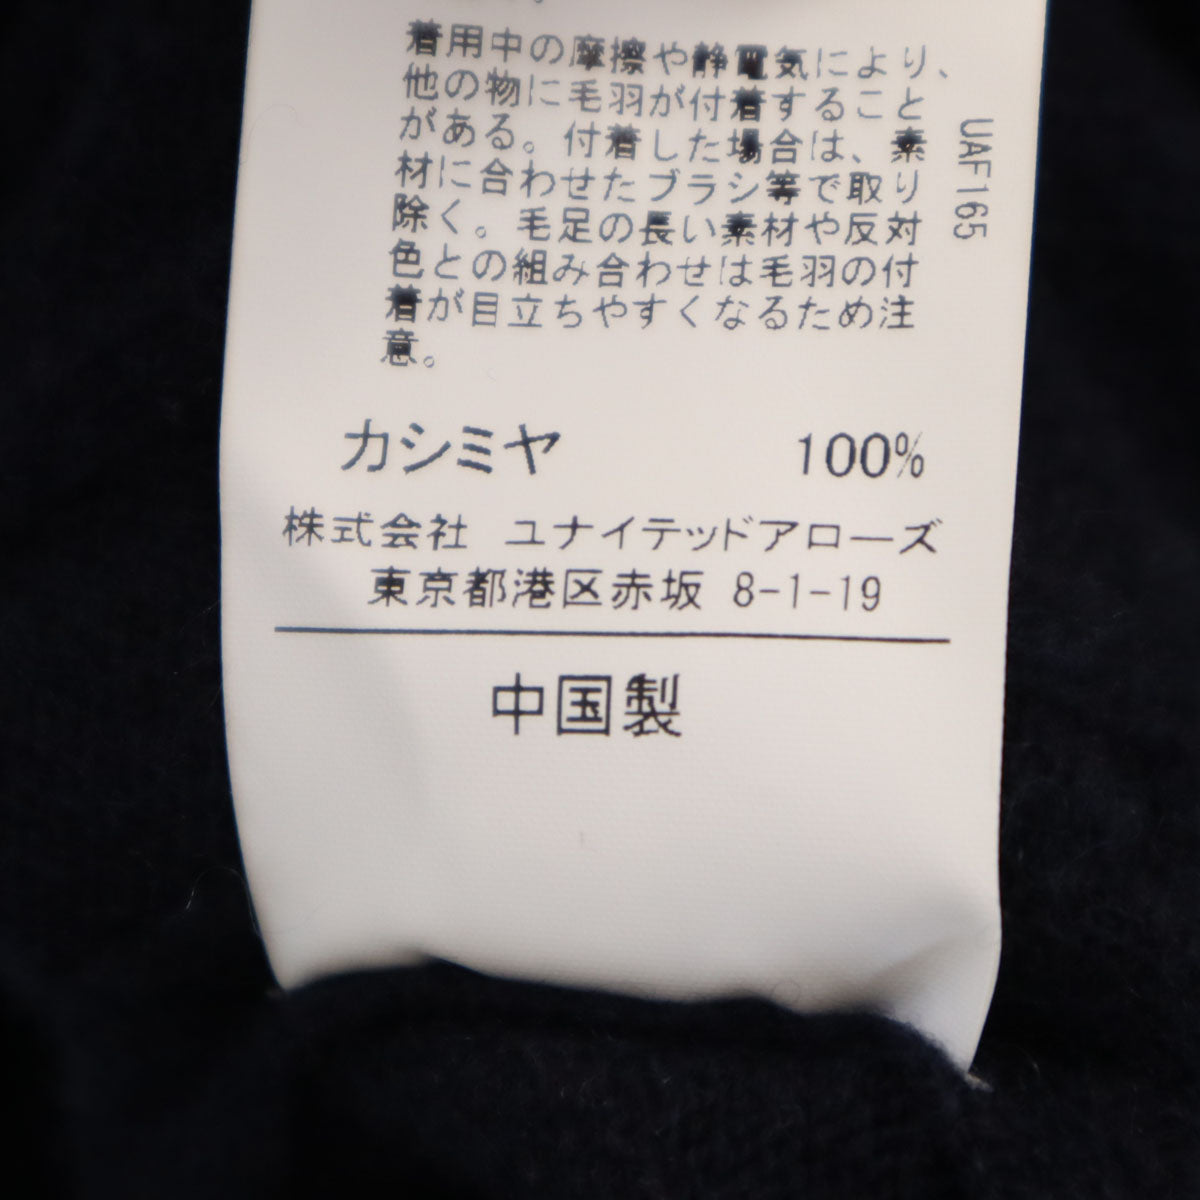 着用中の摩擦や静電気により、
他の物に毛羽が付着すること
がある。付着した場合は、素
材に合わせたブラシ等で取り
除く。毛足の長い素材や反対
色との組み合わせは毛羽の付
着が目立ちやすくなるため注
意。
UAF165
カシミヤ 100%
株式会社 ユナイテッドアローズ
東京都港区赤坂 8-1-19
中国製